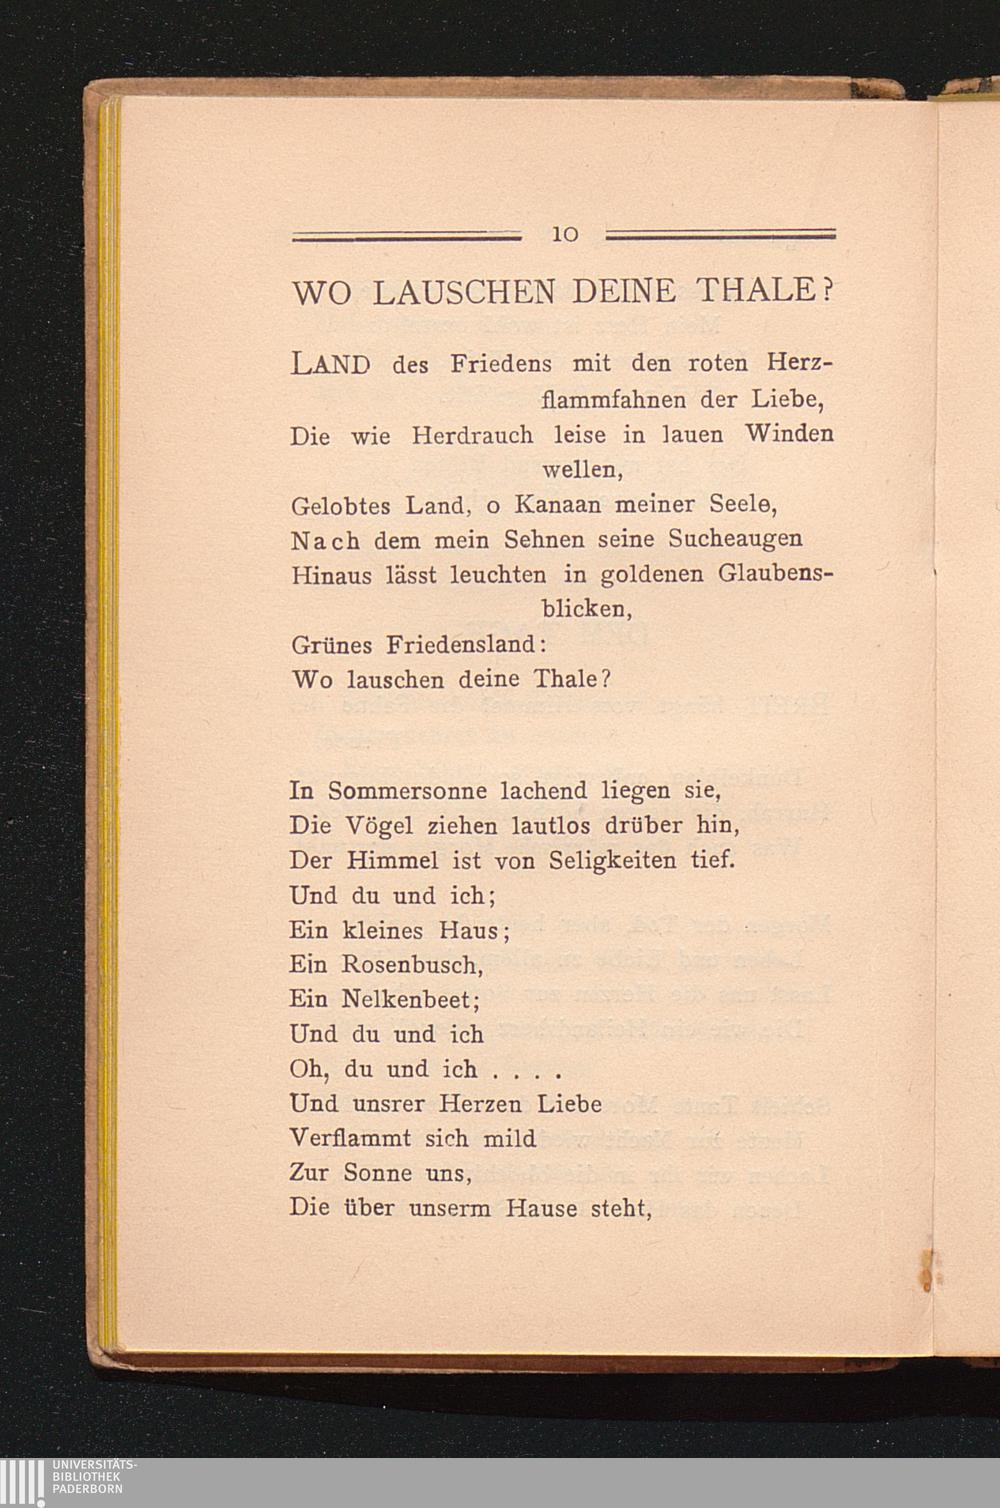 10
WO LAUSCHEN DEINE THALE?
LAND des Friedens mit den roten Herz-
flammfahnen der Liebe,
Die wie Herdrauch leise in lauen Winden
wellen,
Gelobtes Land, o Kanaan meiner Seele,
Nach dem mein Sehnen seine Sucheaugen
Hinaus lässt leuchten in goldenen Glaubens-
blicken,
Grünes Friedensland:
Wo lauschen deine Thale?
In Sommersonne lachend liegen sie,
Die Vögel ziehen lautlos drüber hin,
Der Himmel ist von Seligkeiten tief.
Und du und ich;
Ein kleines Haus;
Ein Rosenbusch,
Ein Nelkenbeet;
Und du und ich
Oh, du und ich . . . .
Und unsrer Herzen Liebe
Verflammt sich mild
Zur Sonne uns,
Die über unserm Hause steht,
UNIVERSITÄTS-
BIBLIOTHEK
PADERBORN